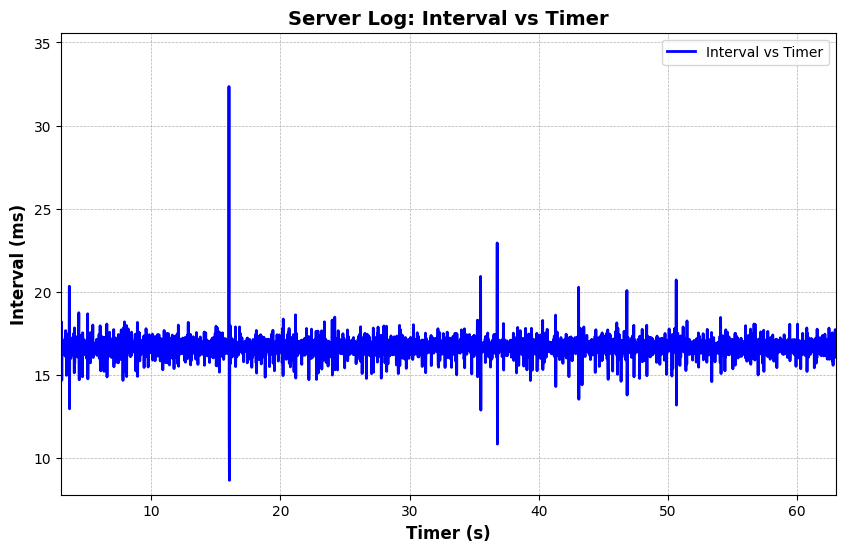 Server Log: Interval vs Timer
Interval vs Timer
Interval (ms)
35
30
25
20
15
10
10 20 30 40 50 60
Timer (s)